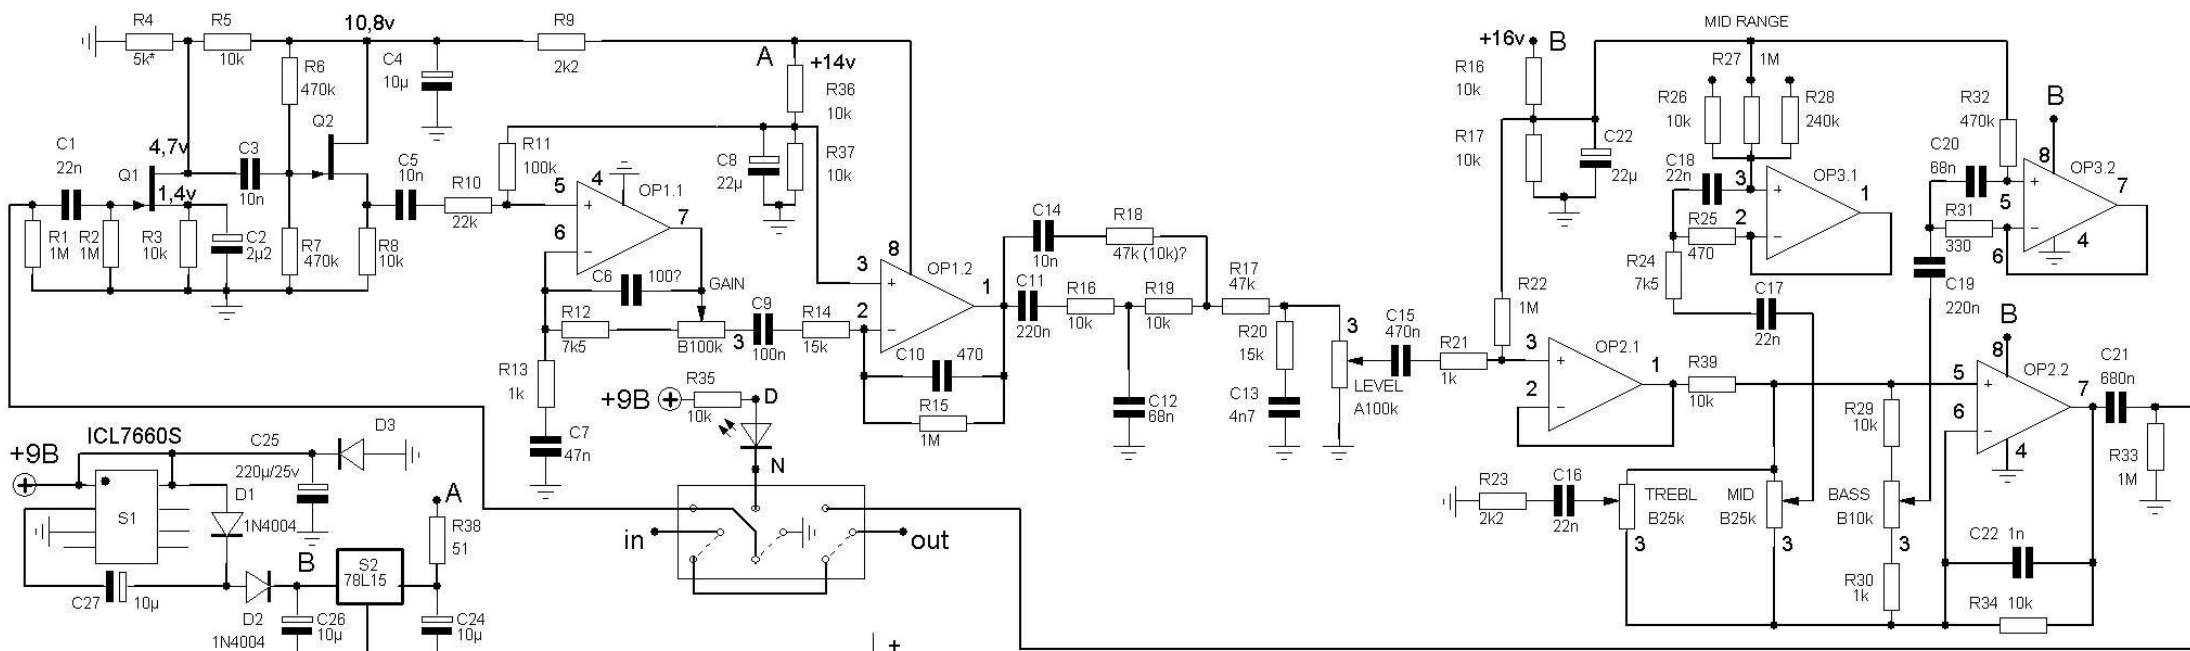 R4
5k*
R5
10k
10,8v
R6
470k
Q2
C4
10µ
R9
2k2
A
+14v
R36
10k
C1
22n
4,7v
Q1
1,4v
C3
10n
C5
10n
R10
22k
R11
100k
C8
22µ
R37
10k
R1
1M
R2
1M
R3
10k
C2
2µ2
R7
470k
R8
10k
5
4
OP1.1
7
6
+
−
C6
100?
GAIN
R12
7k5
B100k
3
C9
100n
R14
15k
3
8
OP1.2
1
2
+
−
C10
470
R15
1M
R13
1k
C7
47n
C14
10n
R18
47k (10k)?
C11
220n
R16
10k
R19
10k
R17
47k
C12
68n
R20
15k
C13
4n7
3
LEVEL
A100k
C15
470n
R21
1k
+16v
B
R16
10k
R17
10k
C22
22µ
R22
1M
3
2
+
−
OP2.1
1
R39
10k
MID RANGE
R27
1M
R26
10k
R28
240k
C18
22n
3
+
OP3.1
1
R25
470
2
−
R24
7k5
C17
22n
R32
470k
B
C20
68n
8
OP3.2
7
+
5
R31
330
6
−
4
C19
220n
B
8
OP2.2
5
+
6
−
7
4
C21
680n
R33
1M
R29
10k
R23
2k2
C16
22n
TREBL
B25k
3
MID
B25k
3
BASS
B10k
3
R30
1k
C22
1n
R34
10k
+9B
R35
10k
D
N
in
out
ICL7660S
C25
220µ/25v
D3
+9B
S1
D1
1N4004
A
R38
51
B
S2
78L15
C27
10µ
D2
1N4004
C26
10µ
C24
10µ
+